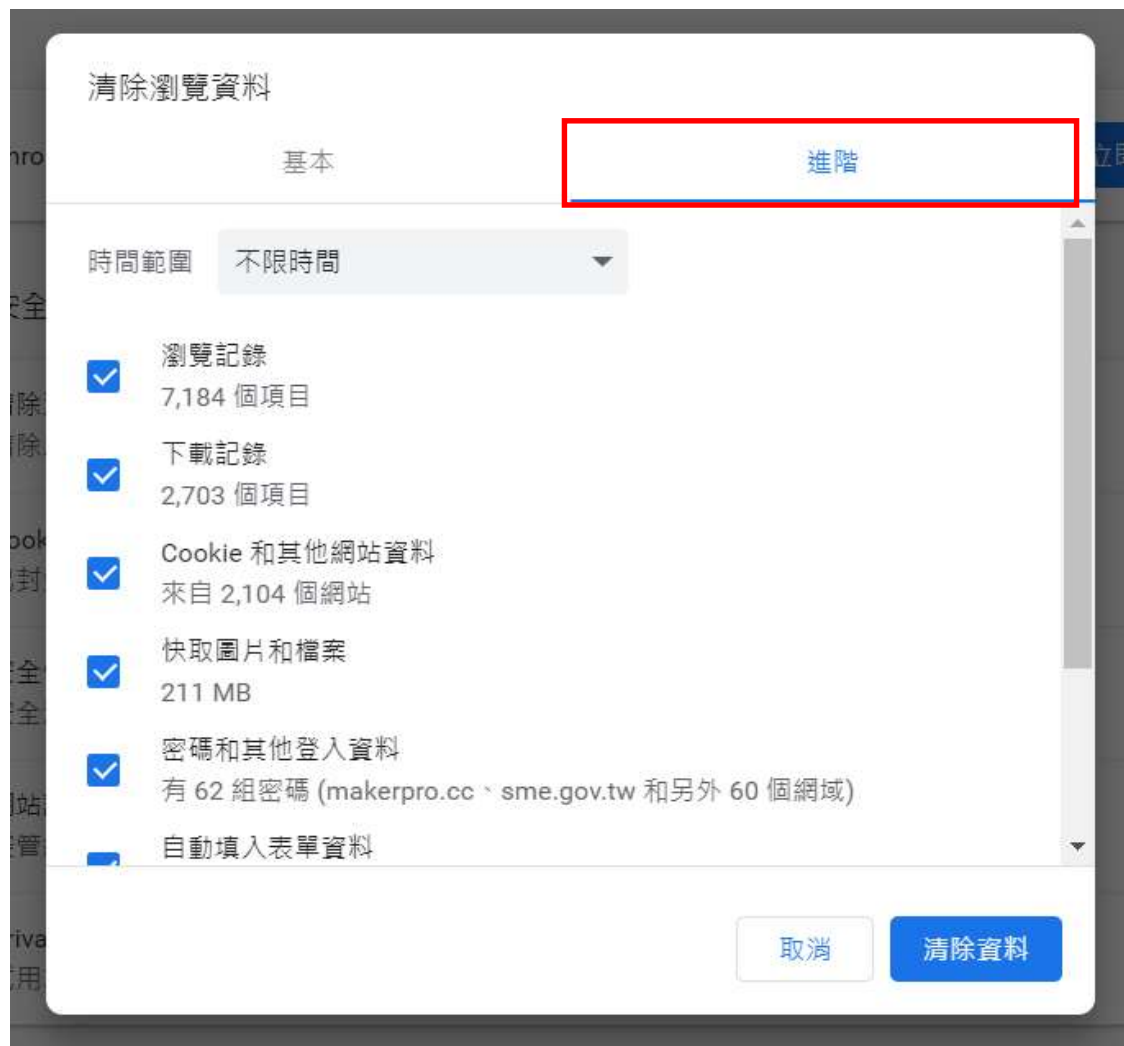 清除瀏覽資料
基本
進階
時間範圍 不限時間
瀏覽記錄
7,184 個項目
下載記錄
2,703 個項目
Cookie 和其他網站資料
來自 2,104 個網站
快取圖片和檔案
211 MB
密碼和其他登入資料
有 62 組密碼 (makerpro.cc、sme.gov.tw 和另外 60 個網域)
自動填入表單資料
取消
清除資料